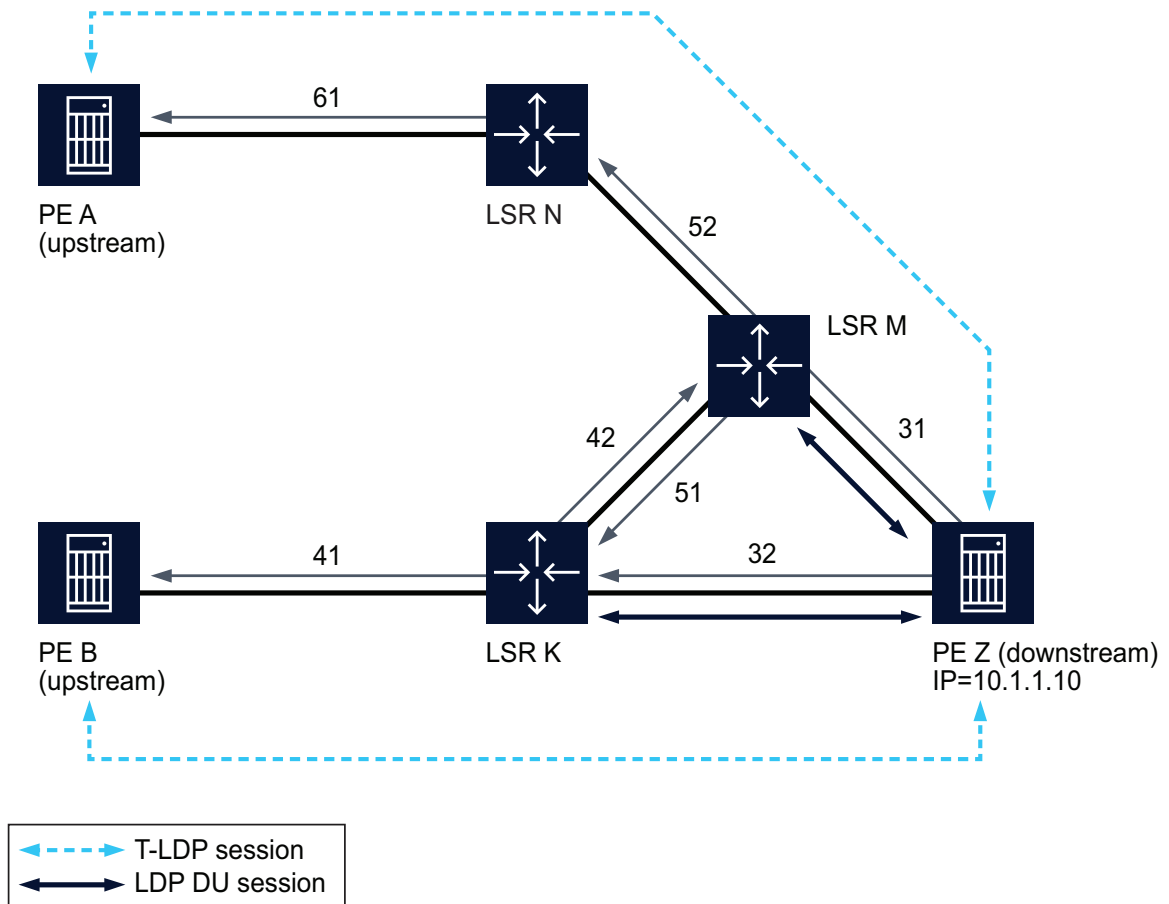 61
PE A
(upstream)
LSR N
52
LSR M
42
31
51
41
32
PE B
(upstream)
LSR K
PE Z (downstream)
IP=10.1.1.10
T-LDP session
LDP DU session